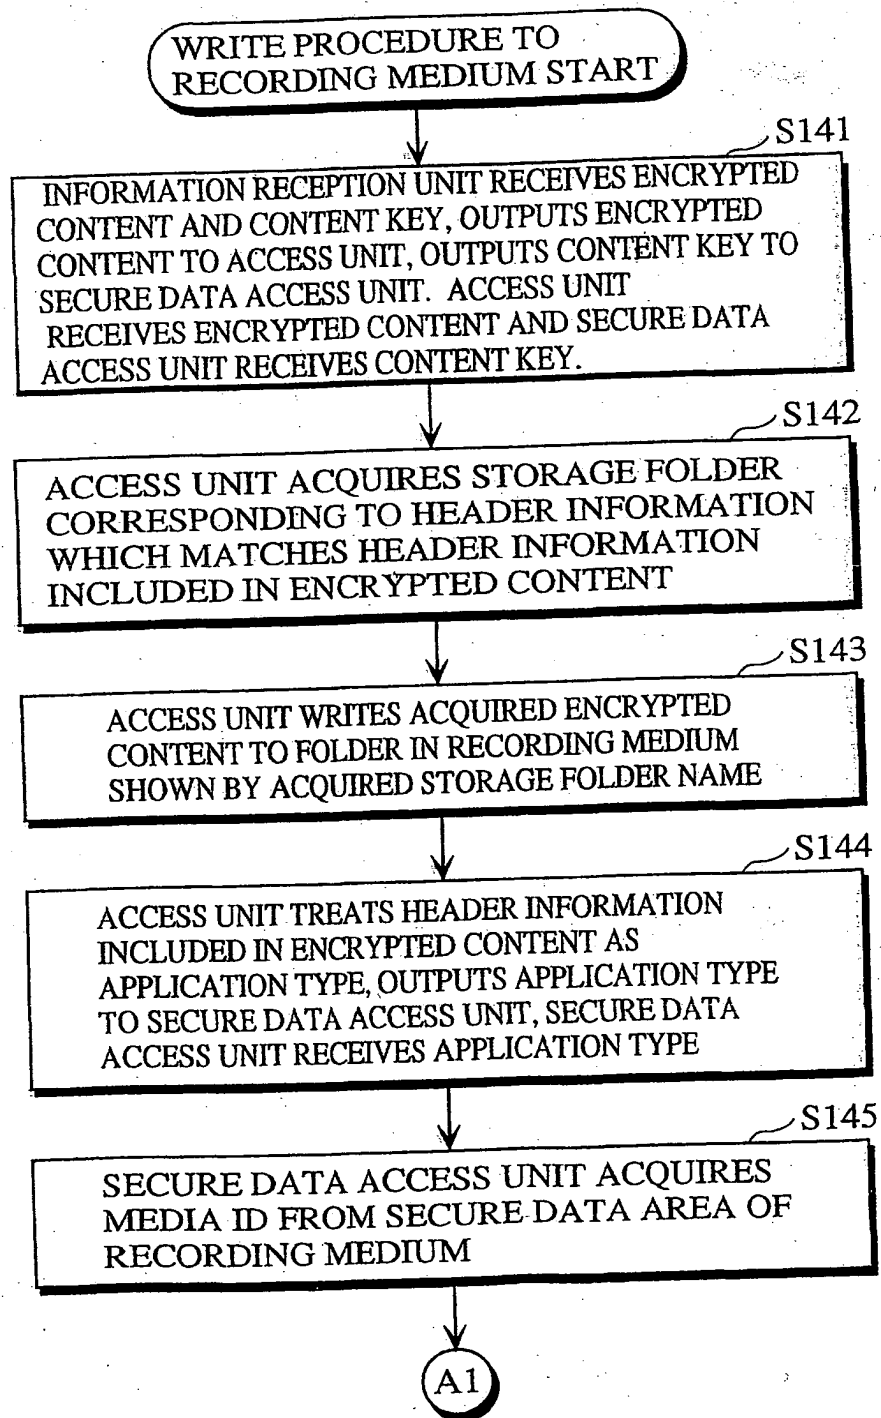 WRITE PROCEDURE TO
RECORDING MEDIUM START
S141
INFORMATION RECEPTION UNIT RECEIVES ENCRYPTED
CONTENT AND CONTENT KEY, OUTPUTS ENCRYPTED
CONTENT TO ACCESS UNIT, OUTPUTS CONTENT KEY TO
SECURE DATA ACCESS UNIT. ACCESS UNIT
RECEIVES ENCRYPTED CONTENT AND SECURE DATA
ACCESS UNIT RECEIVES CONTENT KEY.
S142
ACCESS UNIT ACQUIRES STORAGE FOLDER
CORRESPONDING TO HEADER INFORMATION
WHICH MATCHES HEADER INFORMATION
INCLUDED IN ENCRYPTED CONTENT
S143
ACCESS UNIT WRITES ACQUIRED ENCRYPTED
CONTENT TO FOLDER IN RECORDING MEDIUM
SHOWN BY ACQUIRED STORAGE FOLDER NAME
S144
ACCESS UNIT TREATS HEADER INFORMATION
INCLUDED IN ENCRYPTED CONTENT AS
APPLICATION TYPE, OUTPUTS APPLICATION TYPE
TO SECURE DATA ACCESS UNIT, SECURE DATA
ACCESS UNIT RECEIVES APPLICATION TYPE
S145
SECURE DATA ACCESS UNIT ACQUIRES
MEDIA ID FROM SECURE DATA AREA OF
RECORDING MEDIUM
A1